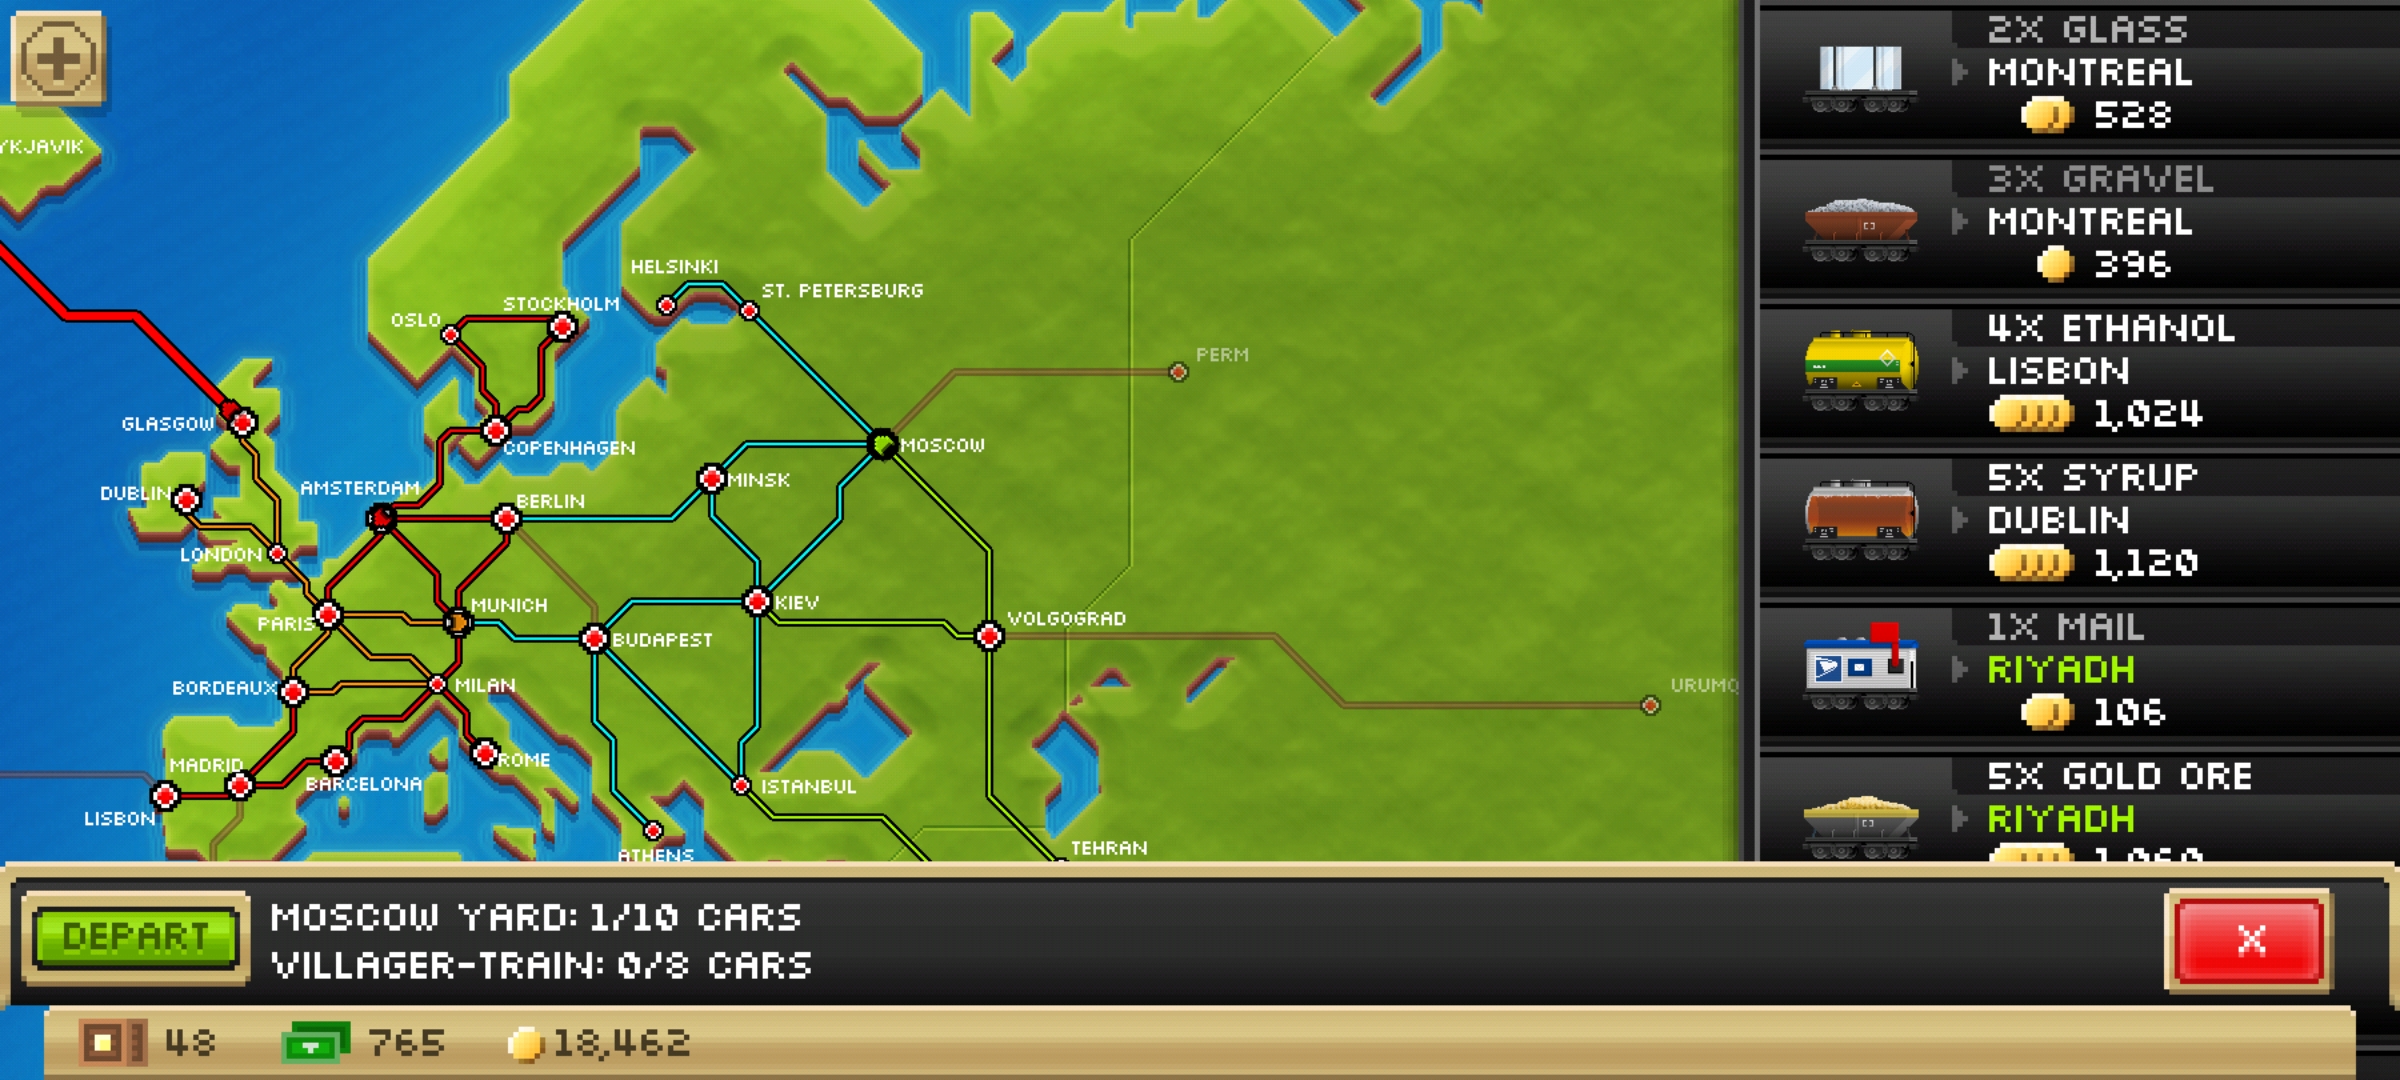 YKJAVIK
HELSINKI
ST. PETERSBURG
STOCKHOLM
OSLO
PERM
GLASGOW
COPENHAGEN
MOSCOW
MINSK
AMSTERDAM
DUBLIN
BERLIN
LONDON
MUNICH
KIEV
PARIS
BUDAPEST
VOLGOGRAD
BORDEAUX
MILAN
URUMQ
MADRID
ROME
BARCELONA
ISTANBUL
LISBON
ATHENS
TEHRAN
2X GLASS
MONTREAL
528
3X GRAVEL
MONTREAL
396
4X ETHANOL
LISBON
1,024
5X SYRUP
DUBLIN
1,120
1X MAIL
RIYADH
106
5X GOLD ORE
RIYADH
1,060
DEPART
MOSCOW YARD: 1/10 CARS
VILLAGER-TRAIN: 0/8 CARS
X
48
765
18,462